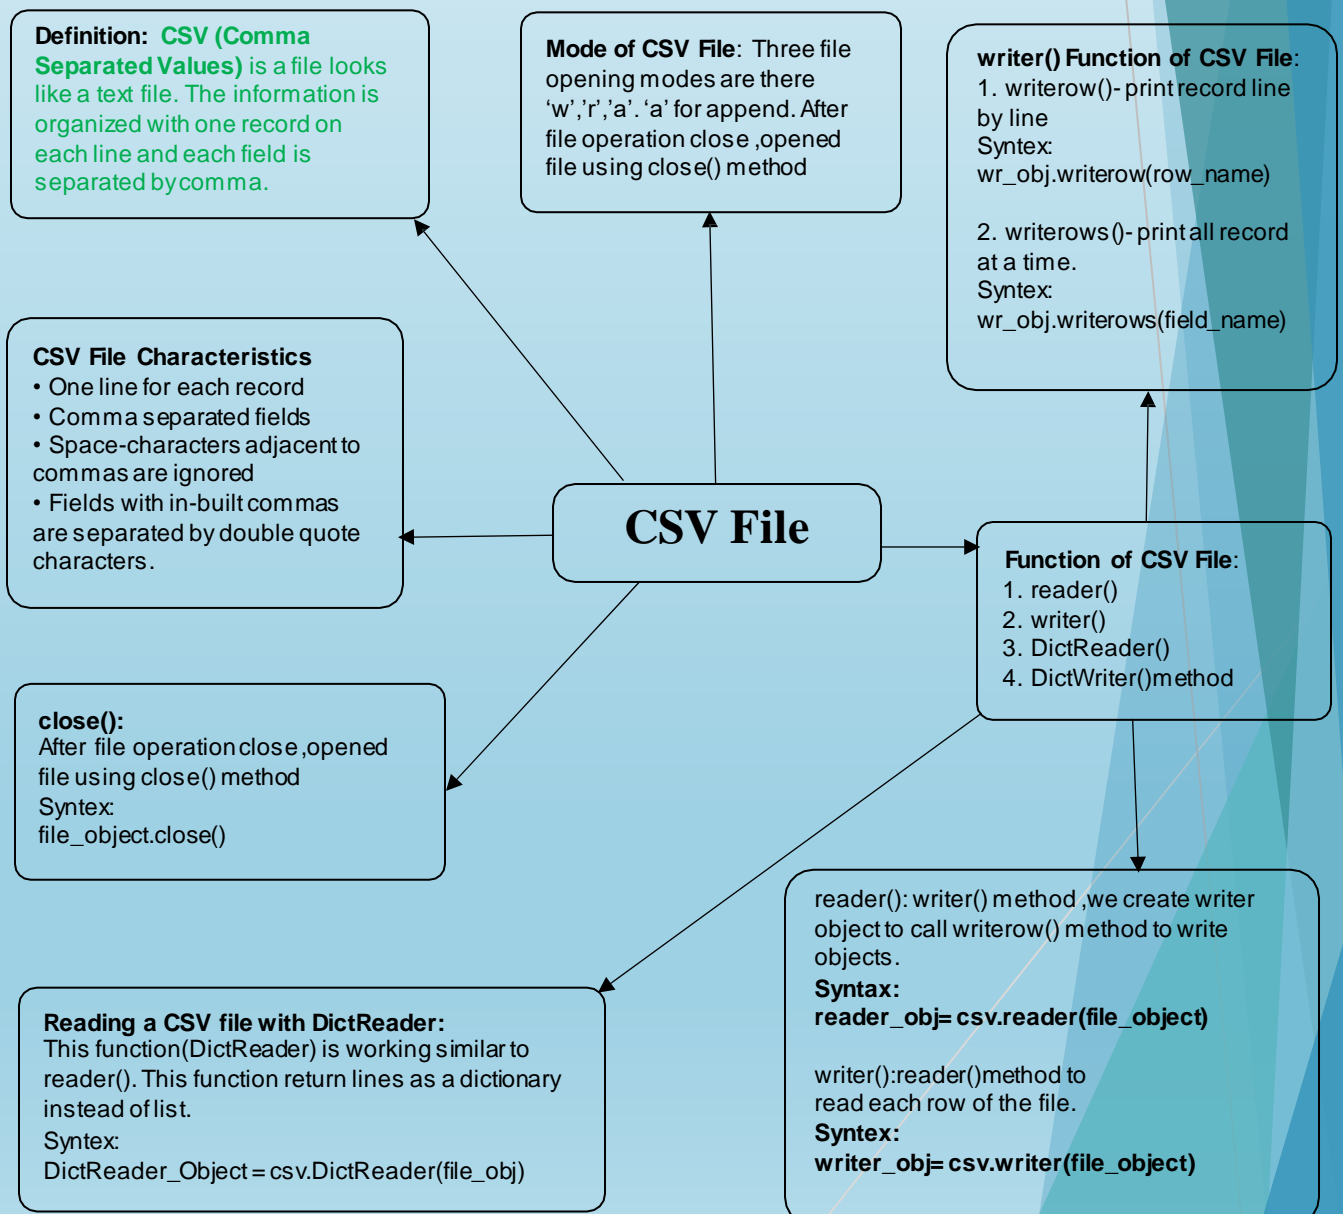 Definition: CSV (Comma
Separated Values) is a file looks
like a text file. The information is
organized with one record on
each line and each field is
separated by comma.
Mode of CSV File: Three file
opening modes are there
‘w’,’r’,’a’. ‘a’ for append. After
file operation close ,opened
file using close() method
writer() Function of CSV File:
1. writerow()- print record line
by line
Syntex:
wr_obj.writerow(row_name)
2. writerows()- print all record
at a time.
Syntex:
wr_obj.writerows(field_name)
CSV File Characteristics
• One line for each record
• Comma separated fields
• Space-characters adjacent to
commas are ignored
• Fields with in-built commas
are separated by double quote
characters.
CSV File
Function of CSV File:
1. reader()
2. writer()
3. DictReader()
4. DictWriter()method
close():
After file operation close ,opened
file using close() method
Syntex:
file_object.close()
Reading a CSV file with DictReader:
This function(DictReader) is working similar to
reader(). This function return lines as a dictionary
instead of list.
Syntex:
DictReader_Object = csv.DictReader(file_obj)
reader(): writer() method ,we create writer
object to call writerow() method to write
objects.
Syntax:
reader_obj= csv.reader(file_object)
writer():reader()method to
read each row of the file.
Syntex:
writer_obj= csv.writer(file_object)